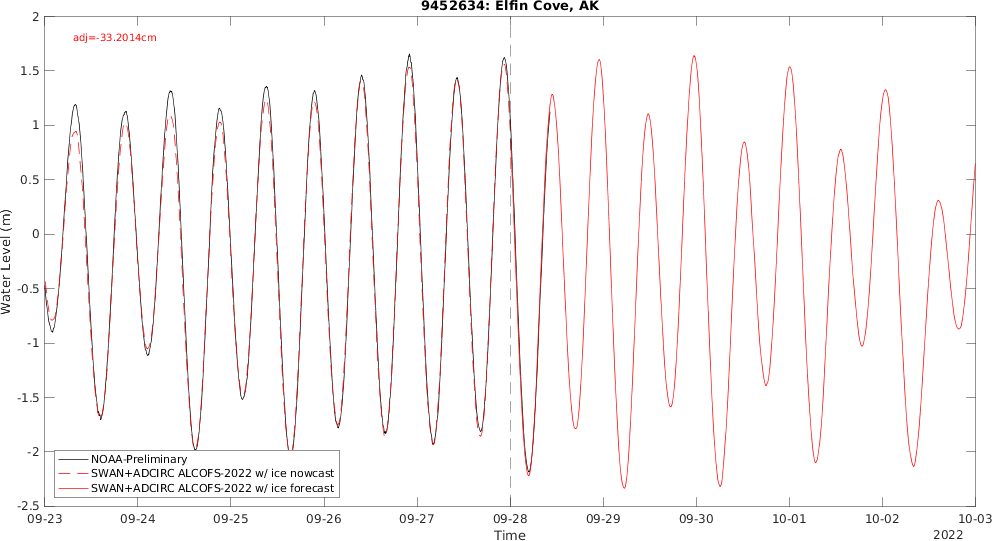 9452634: Elfin Cove, AK
adj=-33.2014cm
2
1.5
1
0.5
0
-0.5
-1
-1.5
-2
-2.5
Water Level (m)
NOAA-Preliminary
SWAN+ADCIRC ALCOFS-2022 w/ ice nowcast
SWAN+ADCIRC ALCOFS-2022 w/ ice forecast
09-23 09-24 09-25 09-26 09-27 09-28 09-29 09-30 10-01 10-02 10-03
Time
2022